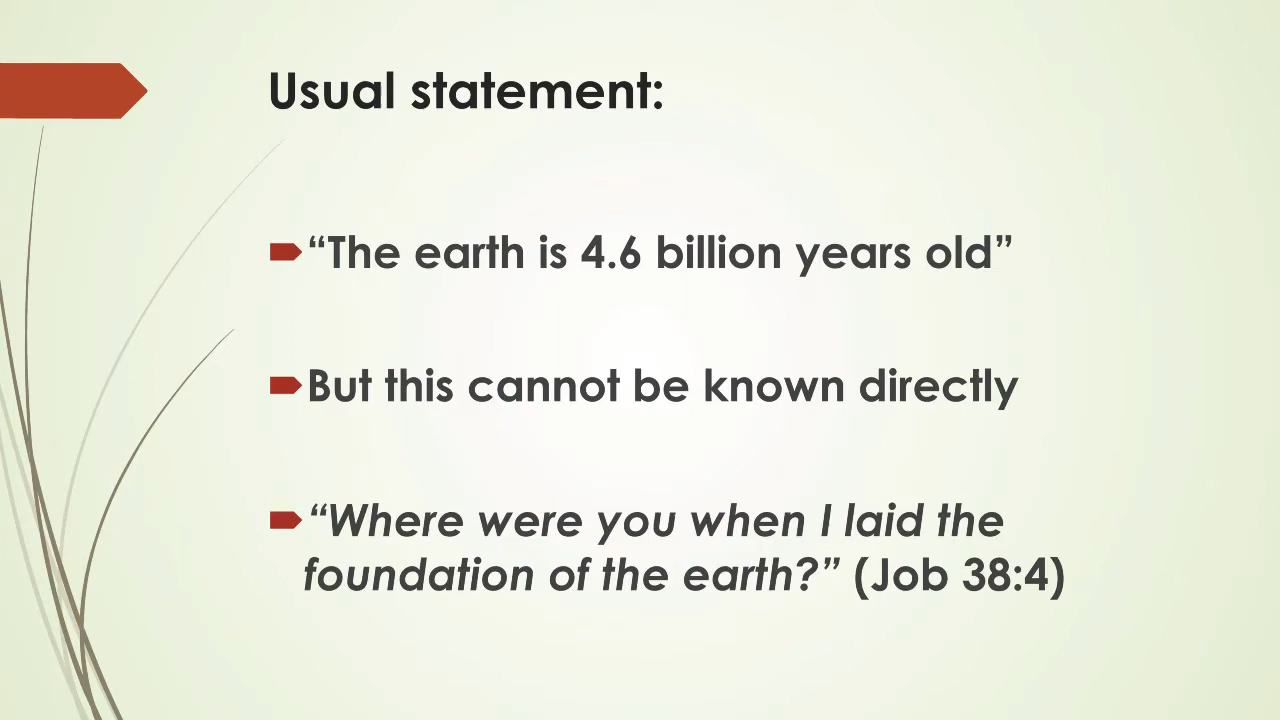 Usual statement:
“The earth is 4.6 billion years old”
But this cannot be known directly
“Where were you when I laid the
foundation of the earth?” (Job 38:4)